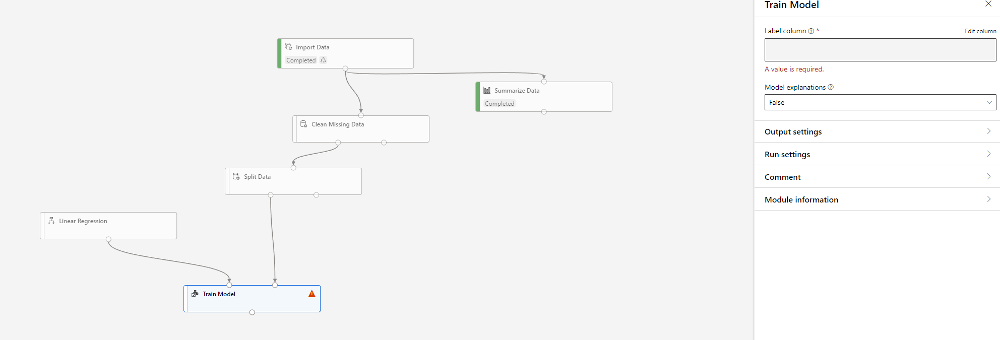 Import Data
Completed
Summarize Data
Completed
Clean Missing Data
Split Data
Linear Regression
Train Model
Train Model
Label column *
Edit column
A value is required.
Model explanations
False
Output settings
Run settings
Comment
Module information